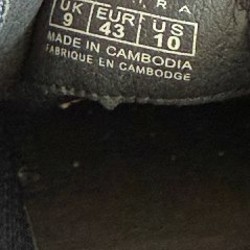 UK EUR US
9 43 10
MADE IN CAMBODIA
FABRIQUE EN CAMBODGE